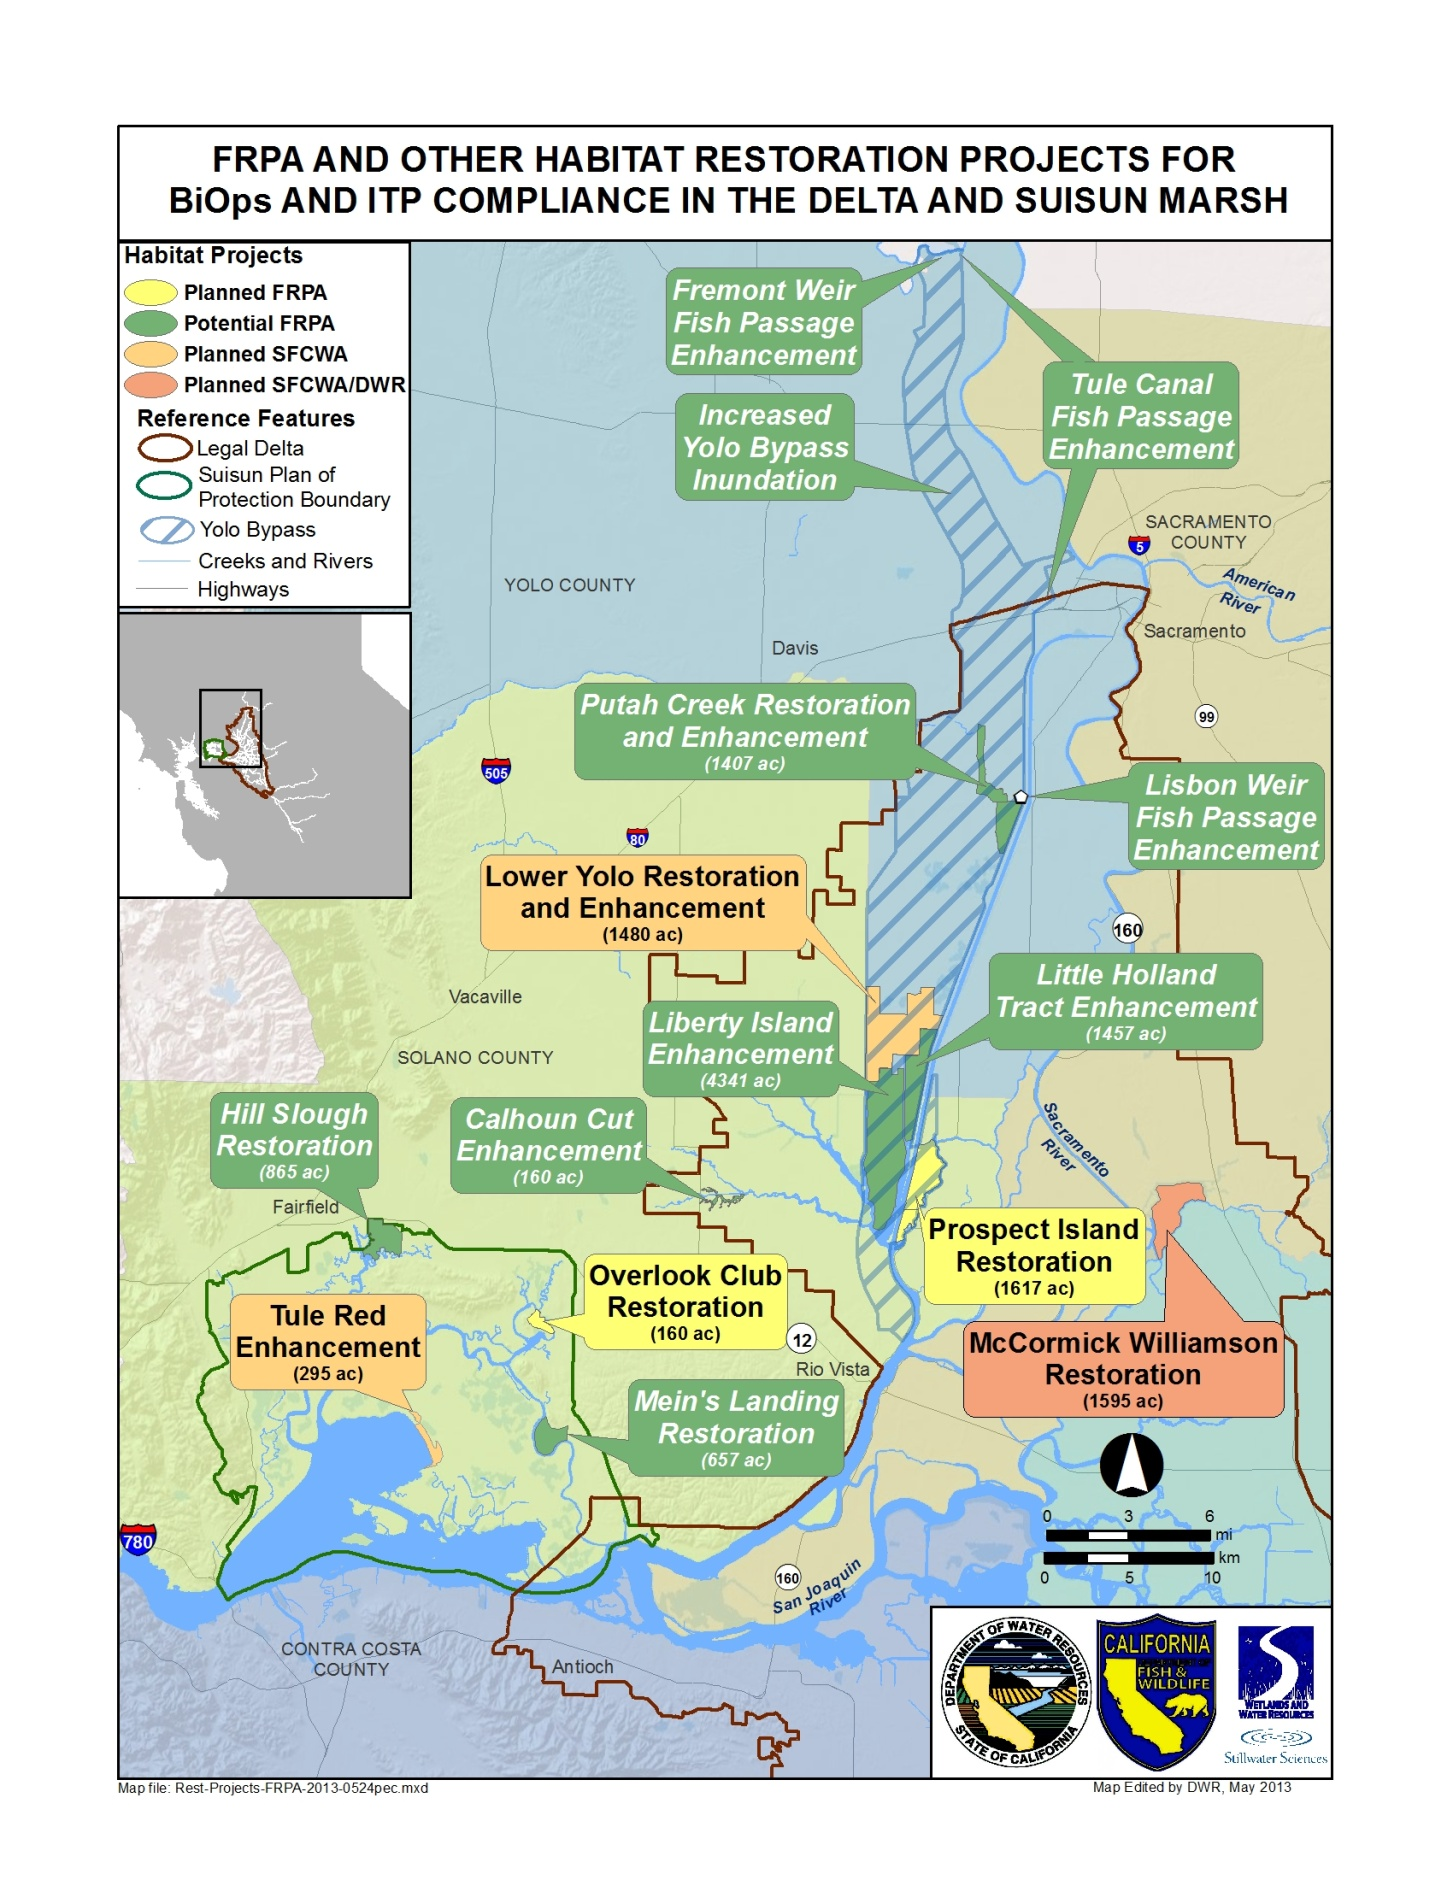 FRPA AND OTHER HABITAT RESTORATION PROJECTS FOR
BiOps AND ITP COMPLIANCE IN THE DELTA AND SUISUN MARSH
Habitat Projects
Planned FRPA
Potential FRPA
Planned SFCWA
Planned SFCWA/DWR
Reference Features
Legal Delta
Suisun Plan of
Protection Boundary
Yolo Bypass
Creeks and Rivers
Highways
Fremont Weir
Fish Passage
Enhancement
Increased
Yolo Bypass
Inundation
Tule Canal
Fish Passage
Enhancement
SACRAMENTO
COUNTY
5
American
River
YOLO COUNTY
Davis
Sacramento
Putah Creek Restoration
and Enhancement
(1407 ac)
99
505
80
Lisbon Weir
Fish Passage
Enhancement
Lower Yolo Restoration
and Enhancement
(1480 ac)
160
Little Holland
Tract Enhancement
(1457 ac)
Vacaville
Liberty Island
Enhancement
(4341 ac)
SOLANO COUNTY
Hill Slough
Restoration
(865 ac)
Calhoun Cut
Enhancement
(160 ac)
Sacramento
River
Fairfield
Prospect Island
Restoration
(1617 ac)
Overlook Club
Restoration
(160 ac)
Tule Red
Enhancement
(295 ac)
12
Rio Vista
McCormick Williamson
Restoration
(1595 ac)
Mein's Landing
Restoration
(657 ac)
0 3 6
mi
km
0 5 10
780
160
San Joaquin
River
CONTRA COSTA
COUNTY
Antioch
DEPARTMENT OF WATER RESOURCES
STATE OF CALIFORNIA
CALIFORNIA
FISH &
WILDLIFE
WETLANDS AND
WATER RESOURCES
Stillwater Sciences
Map file: Rest-Projects-FRPA-2013-0524pec.mxd
Map Edited by DWR, May 2013